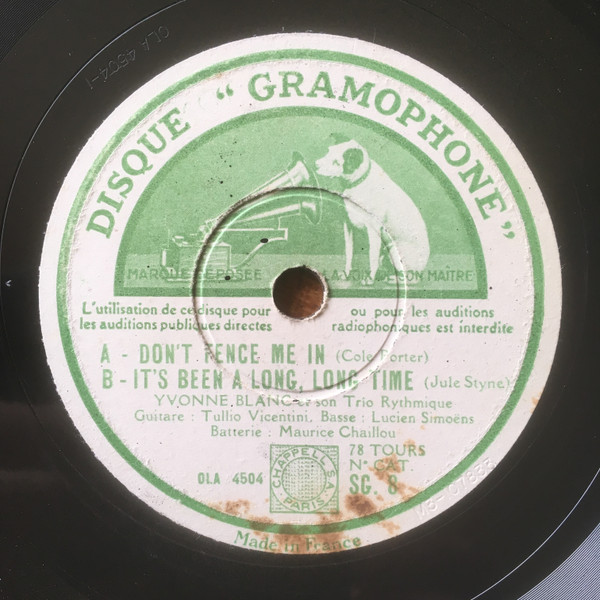 OLA 4504-1
DISQUE “ GRAMOPHONE ”
MARQUE DÉPOSÉE LA VOIX DE SON MAÎTRE
L'utilisation de ce disque pour ou pour les auditions
les auditions publiques directes radiophoniques est interdite
A - DON'T FENCE ME IN (Cole Porter)
B - IT'S BEEN A LONG, LONG TIME (Jule Styne)
YVONNE BLANC et son Trio Rythmique
Guitare : Tullio Vicentini, Basse : Lucien Simoëns
Batterie : Maurice Chaillou
OLA 4504
CHAPPELL S.A.
PARIS
78 TOURS
N° CAT.
SG. 8
Made in France